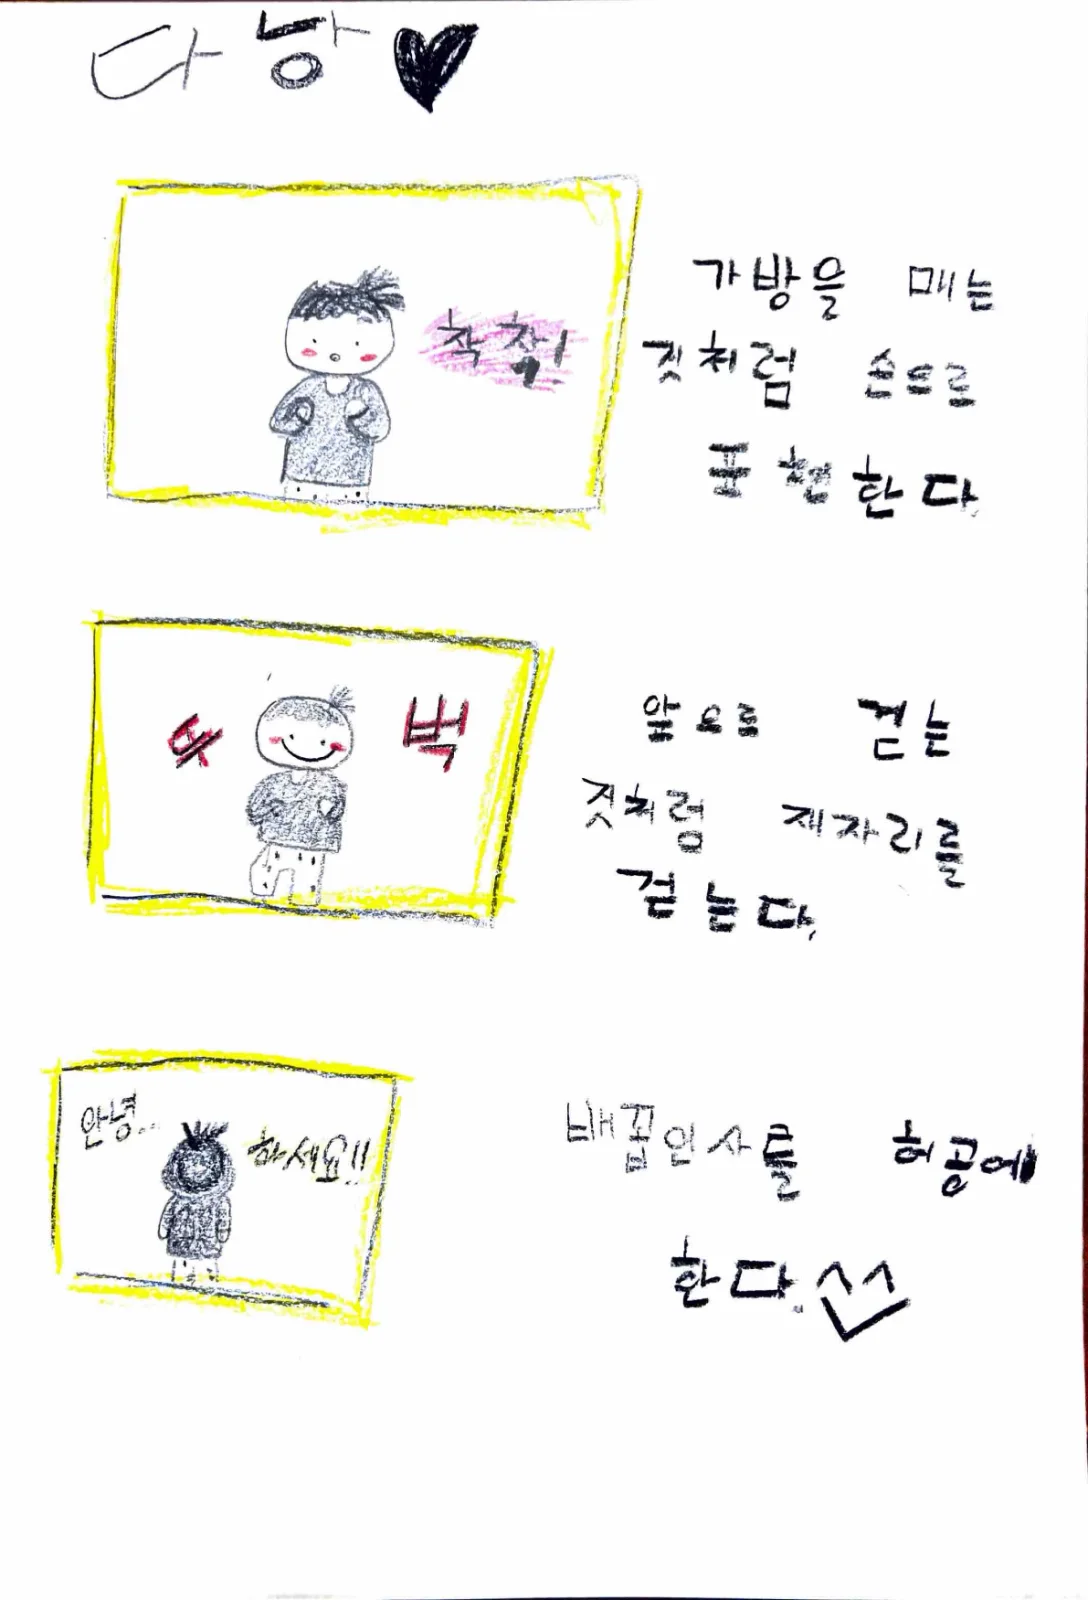 다낭♥
착 착!
가방을 매는
것처럼 손으로
표현한다.
뚜 벅
앞으로 걷는
것처럼 제자리를
걷는다.
안녕..
하세요!!
배꼽인사를 허공에
한다. ^^